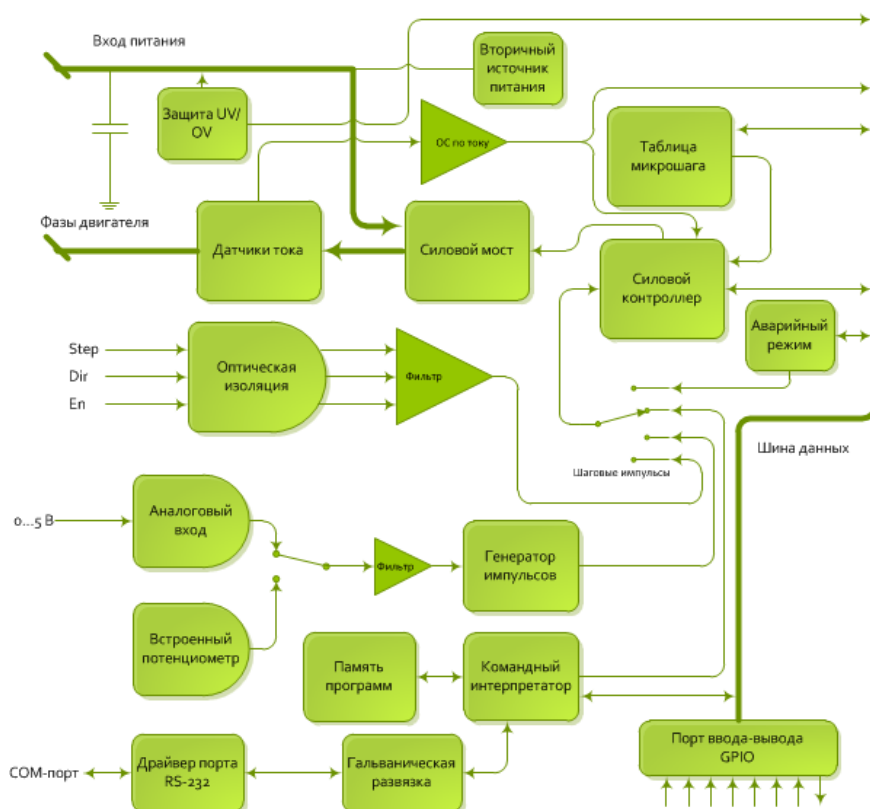 Вход питания
Вторичный
источник
питания
Защита UV/
OV
ОС по току
Таблица
микрошага
Фазы двигателя
Датчики тока
Силовой мост
Силовой
контроллер
Аварийный
режим
Step
Dir
En
Оптическая
изоляция
Фильтр
Шина данных
Шаговые импульсы
0...5 В
Аналоговый
вход
Фильтр
Генератор
импульсов
Встроенный
потенциометр
Память
программ
Командный
интерпретатор
Порт ввода-вывода
GPIO
COM-порт
Драйвер порта
RS-232
Гальваническая
развязка